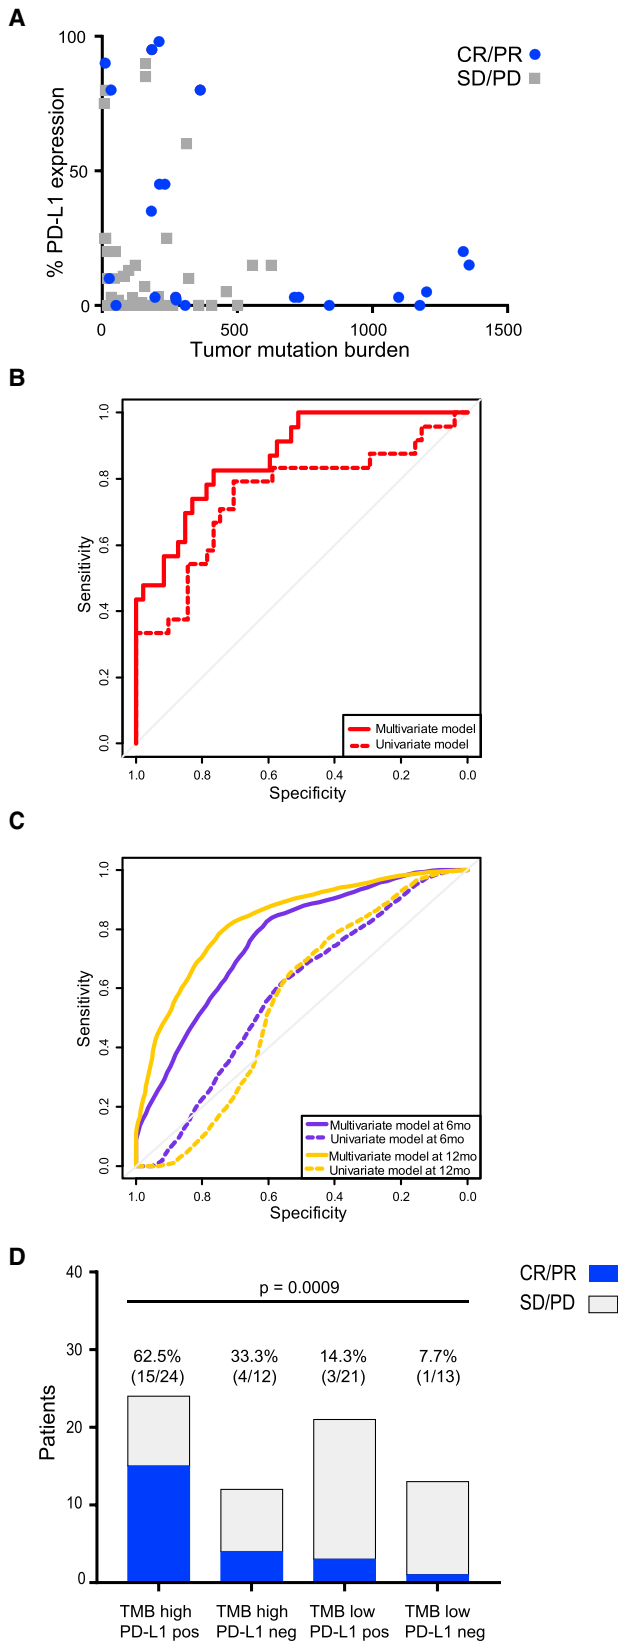 A
100
50
0
% PD-L1 expression
CR/PR
SD/PD
0
500
1000
1500
Tumor mutation burden
B
1.0
0.8
0.6
0.4
0.2
0.0
Sensitivity
Multivariate model
Univariate model
1.0
0.8
0.6
0.4
0.2
0.0
Specificity
C
1.0
0.8
0.6
0.4
0.2
0.0
Sensitivity
Multivariate model at 6mo
Univariate model at 6mo
Multivariate model at 12mo
Univariate model at 12mo
1.0
0.8
0.6
0.4
0.2
0.0
Specificity
D
CR/PR
SD/PD
40
30
20
10
0
Patients
p = 0.0009
62.5%
(15/24)
33.3%
(4/12)
14.3%
(3/21)
7.7%
(1/13)
TMB high
PD-L1 pos
TMB high
PD-L1 neg
TMB low
PD-L1 pos
TMB low
PD-L1 neg